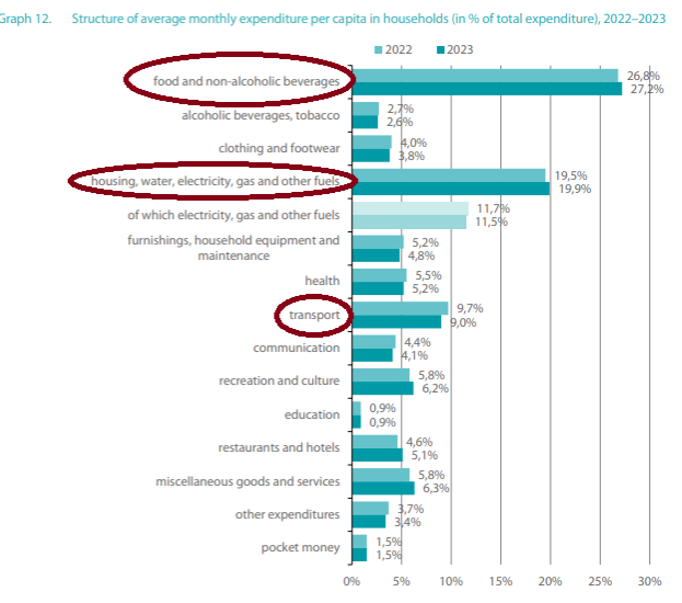 Graph 12. Structure of average monthly expenditure per capita in households (in % of total expenditure), 2022–2023
2022 2023
food and non-alcoholic beverages 26,8% 27,2%
alcoholic beverages, tobacco 2,7% 2,6%
clothing and footwear 4,0% 3,8%
housing, water, electricity, gas and other fuels 19,5% 19,9%
of which electricity, gas and other fuels 11,7% 11,5%
furnishings, household equipment and
maintenance 5,2% 4,8%
health 5,5% 5,2%
transport 9,7% 9,0%
communication 4,4% 4,1%
recreation and culture 5,8% 6,2%
education 0,9% 0,9%
restaurants and hotels 4,6% 5,1%
miscellaneous goods and services 5,8% 6,3%
other expenditures 3,7% 3,4%
pocket money 1,5% 1,5%
0% 5% 10% 15% 20% 25% 30%